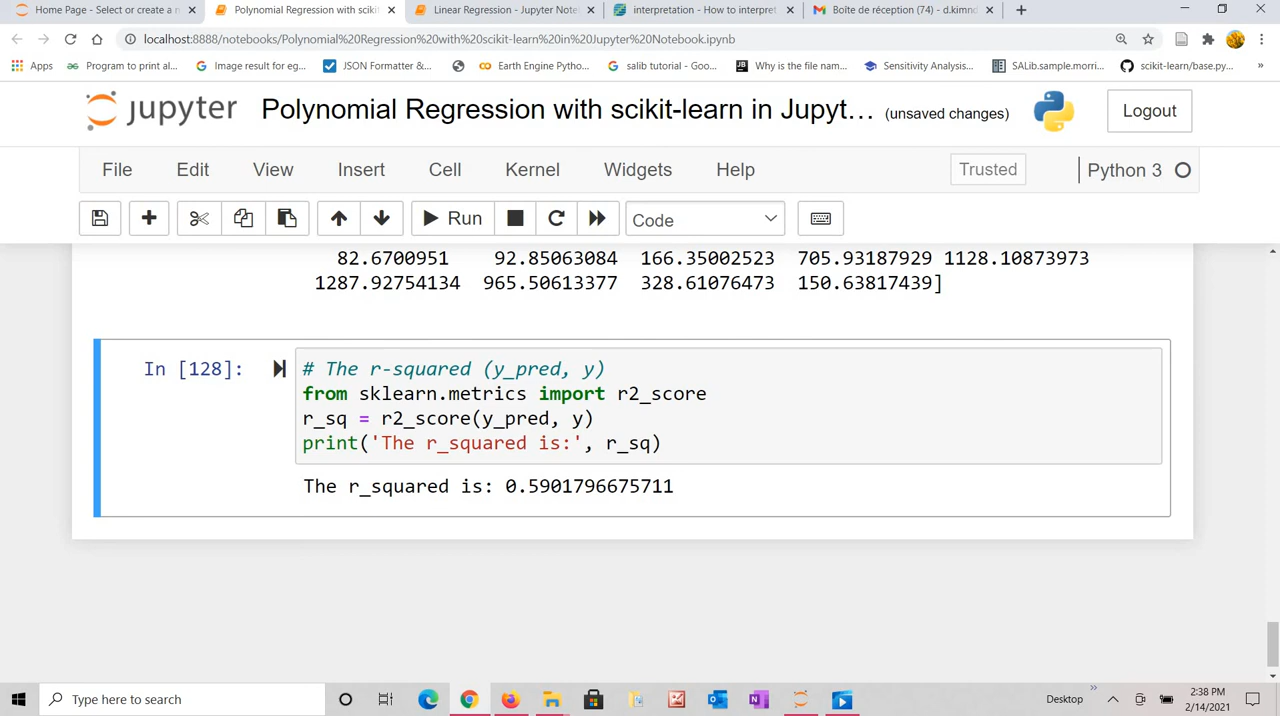 Home Page - Select or create a n
Polynomial Regression with scikit
Linear Regression - Jupyter Note
interpretation - How to interpret
Boîte de réception (74) - d.kimnd
localhost:8888/notebooks/Polynomial%20Regression%20with%20scikit-learn%20in%20Jupyter%20Notebook.ipynb
Apps
Program to print al...
Image result for eg...
JSON Formatter &...
Earth Engine Pytho...
salib tutorial - Goo...
Why is the file nam...
Sensitivity Analysis...
SALib.sample.morri...
scikit-learn/base.py...
»
jupyter Polynomial Regression with scikit-learn in Jupyt... (unsaved changes) Logout
File Edit View Insert Cell Kernel Widgets Help Trusted Python 3
Run Code
82.6700951 92.85063084 166.35002523 705.93187929 1128.10873973
1287.92754134 965.50613377 328.61076473 150.63817439]
In [128]: # The r-squared (y_pred, y)
from sklearn.metrics import r2_score
r_sq = r2_score(y_pred, y)
print('The r_squared is:', r_sq)
The r_squared is: 0.5901796675711
Type here to search
Desktop »
2:38 PM
2/14/2021